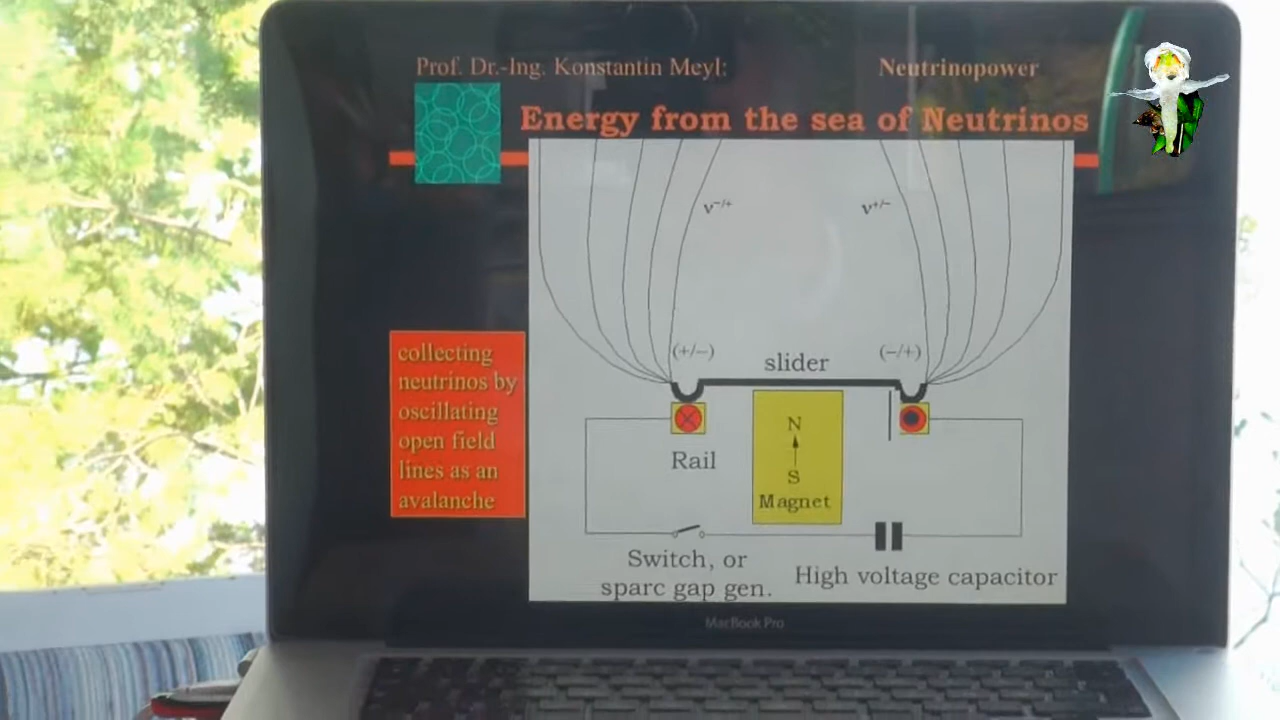 Prof. Dr.-Ing. Konstantin Meyl: Neutrinopower
Energy from the sea of Neutrinos
ν-/+ ν+/-
collecting
neutrinos by
oscillating
open field
lines as an
avalanche
(+/-) slider (-/+)
N
S
Magnet
Rail
Switch, or
sparc gap gen.
High voltage capacitor
MacBook Pro